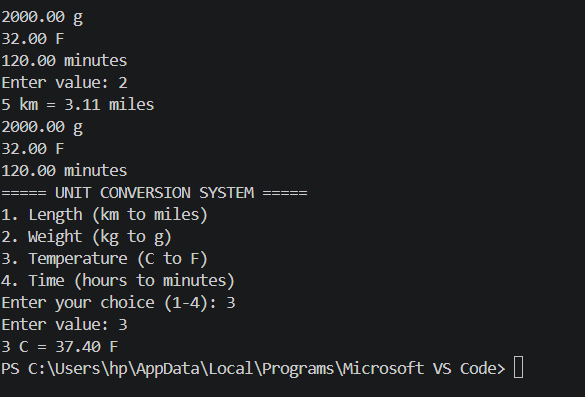 2000.00 g
32.00 F
120.00 minutes
Enter value: 2
5 km = 3.11 miles
2000.00 g
32.00 F
120.00 minutes
===== UNIT CONVERSION SYSTEM =====
1. Length (km to miles)
2. Weight (kg to g)
3. Temperature (C to F)
4. Time (hours to minutes)
Enter your choice (1-4): 3
Enter value: 3
3 C = 37.40 F
PS C:\Users\hp\AppData\Local\Programs\Microsoft VS Code>